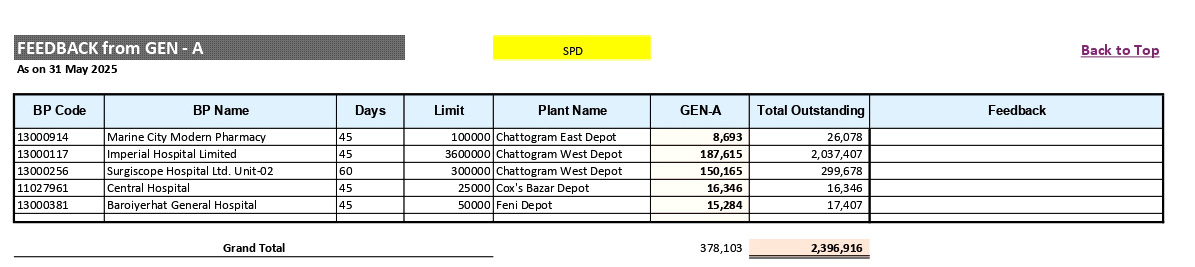 FEEDBACK from GEN - A SPD Back to Top
As on 31 May 2025
BP Code BP Name Days Limit Plant Name GEN-A Total Outstanding Feedback
13000914 Marine City Modern Pharmacy 45 100000 Chattogram East Depot 8,693 26,078
13000117 Imperial Hospital Limited 45 3600000 Chattogram West Depot 187,615 2,037,407
13000256 Surgiscope Hospital Ltd. Unit-02 60 300000 Chattogram West Depot 150,165 299,678
11027961 Central Hospital 45 25000 Cox's Bazar Depot 16,346 16,346
13000381 Baroiyerhat General Hospital 45 50000 Feni Depot 15,284 17,407
Grand Total 378,103 2,396,916